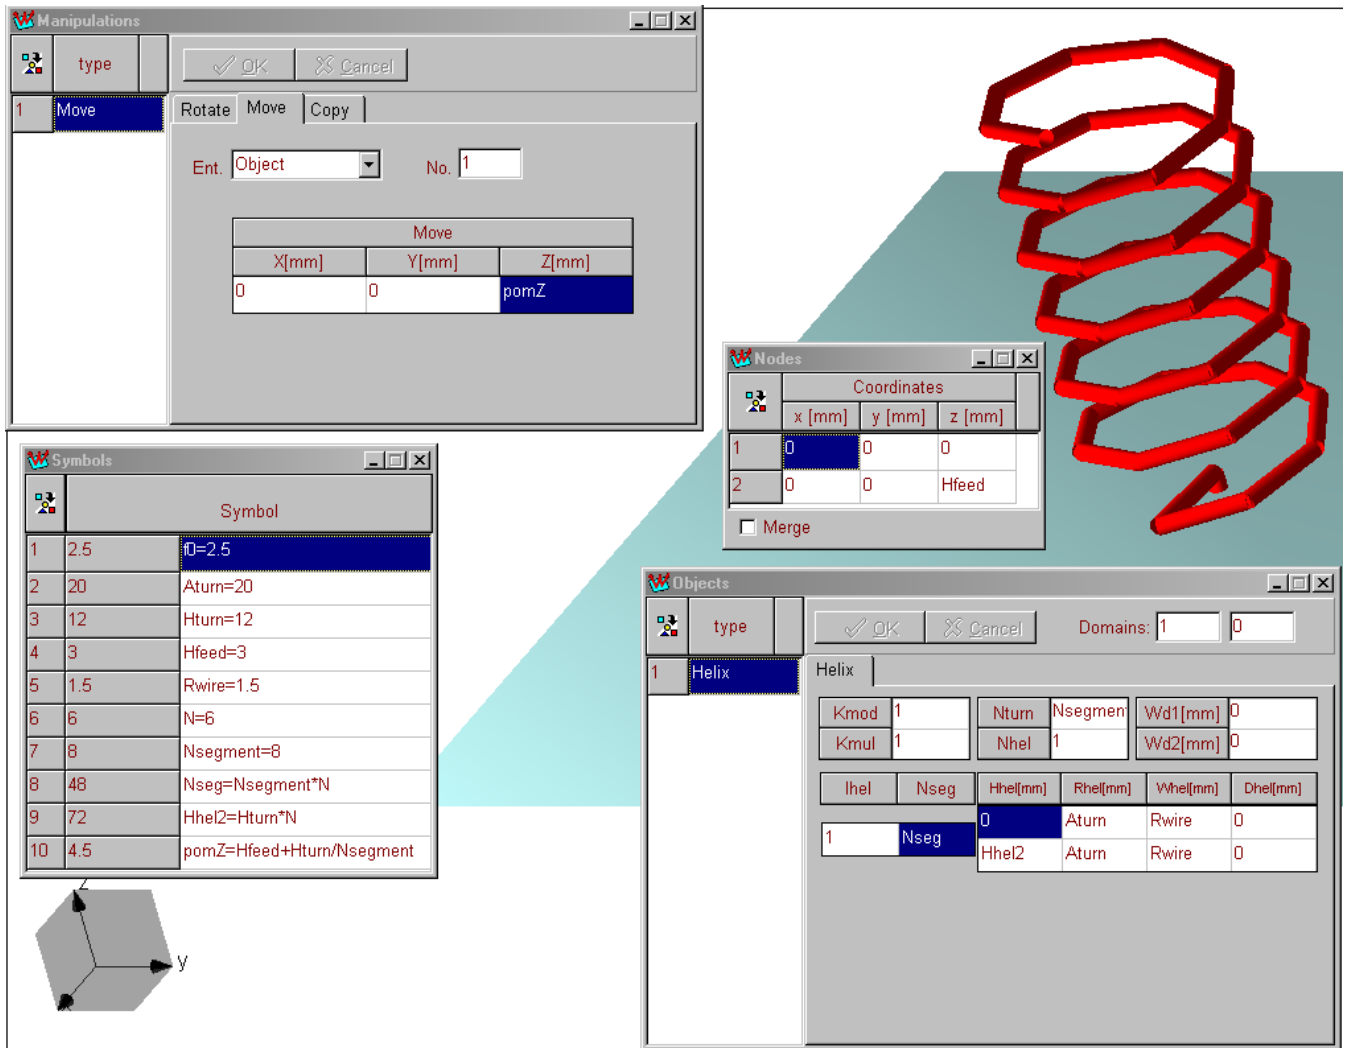 Manipulations
type
OK Cancel
1 Move
Rotate Move Copy
Ent. Object No. 1
Move
X[mm] Y[mm] Z[mm]
0 0 pomZ
Nodes
Coordinates
x [mm] y [mm] z [mm]
1 0 0 0
2 0 0 Hfeed
Merge
Symbols
Symbol
1 2.5 f0=2.5
2 20 Aturn=20
3 12 Hturn=12
4 3 Hfeed=3
5 1.5 Rwire=1.5
6 6 N=6
7 8 Nsegment=8
8 48 Nseg=Nsegment*N
9 72 Hhel2=Hturn*N
10 4.5 pomZ=Hfeed+Hturn/Nsegment
Objects
type
OK Cancel Domains: 1 0
1 Helix
Helix
Kmod 1 Nturn Nsegmen Wd1[mm] 0
Kmul 1 Nhel 1 Wd2[mm] 0
Ihel Nseg Hhel[mm] Rhel[mm] Whel[mm] Dhel[mm]
1 Nseg
0 Aturn Rwire 0
Hhel2 Aturn Rwire 0
z
y